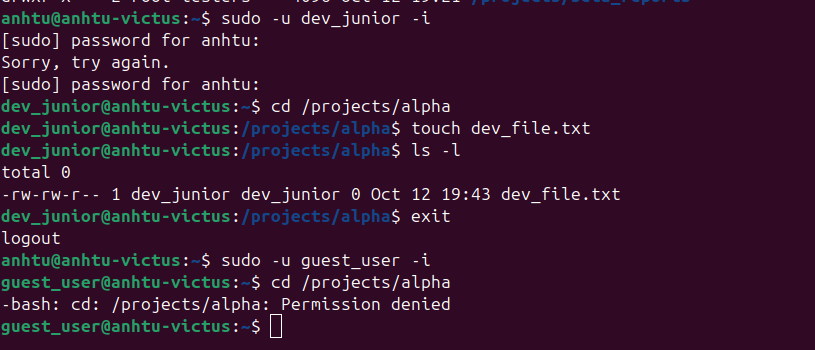 anhtu@anhtu-victus:~$ sudo -u dev_junior -i
[sudo] password for anhtu:
Sorry, try again.
[sudo] password for anhtu:
dev_junior@anhtu-victus:~$ cd /projects/alpha
dev_junior@anhtu-victus:/projects/alpha$ touch dev_file.txt
dev_junior@anhtu-victus:/projects/alpha$ ls -l
total 0
-rw-rw-r-- 1 dev_junior dev_junior 0 Oct 12 19:43 dev_file.txt
dev_junior@anhtu-victus:/projects/alpha$ exit
logout
anhtu@anhtu-victus:~$ sudo -u guest_user -i
guest_user@anhtu-victus:~$ cd /projects/alpha
-bash: cd: /projects/alpha: Permission denied
guest_user@anhtu-victus:~$